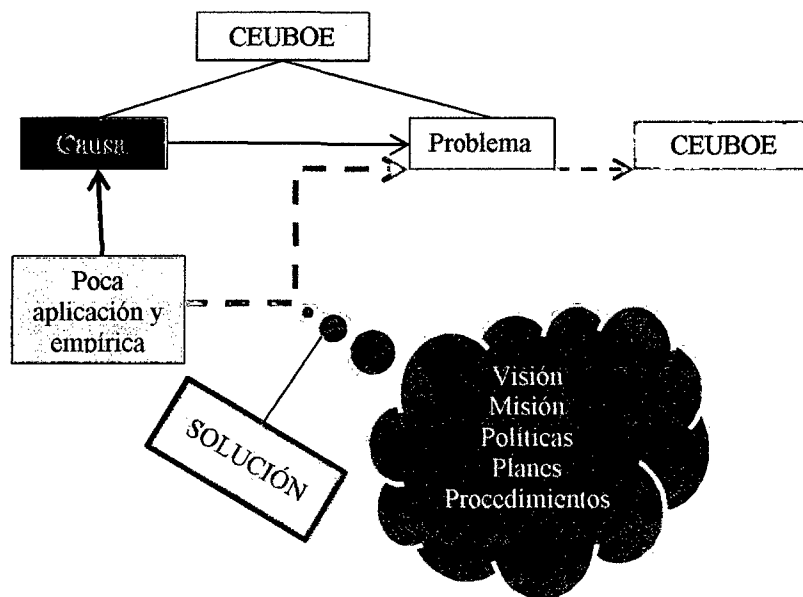 CEUBOE
Causa
Problema
CEUBOE
Poca
aplicación y
empírica
SOLUCIÓN
Visión
Misión
Políticas
Planes
Procedimientos